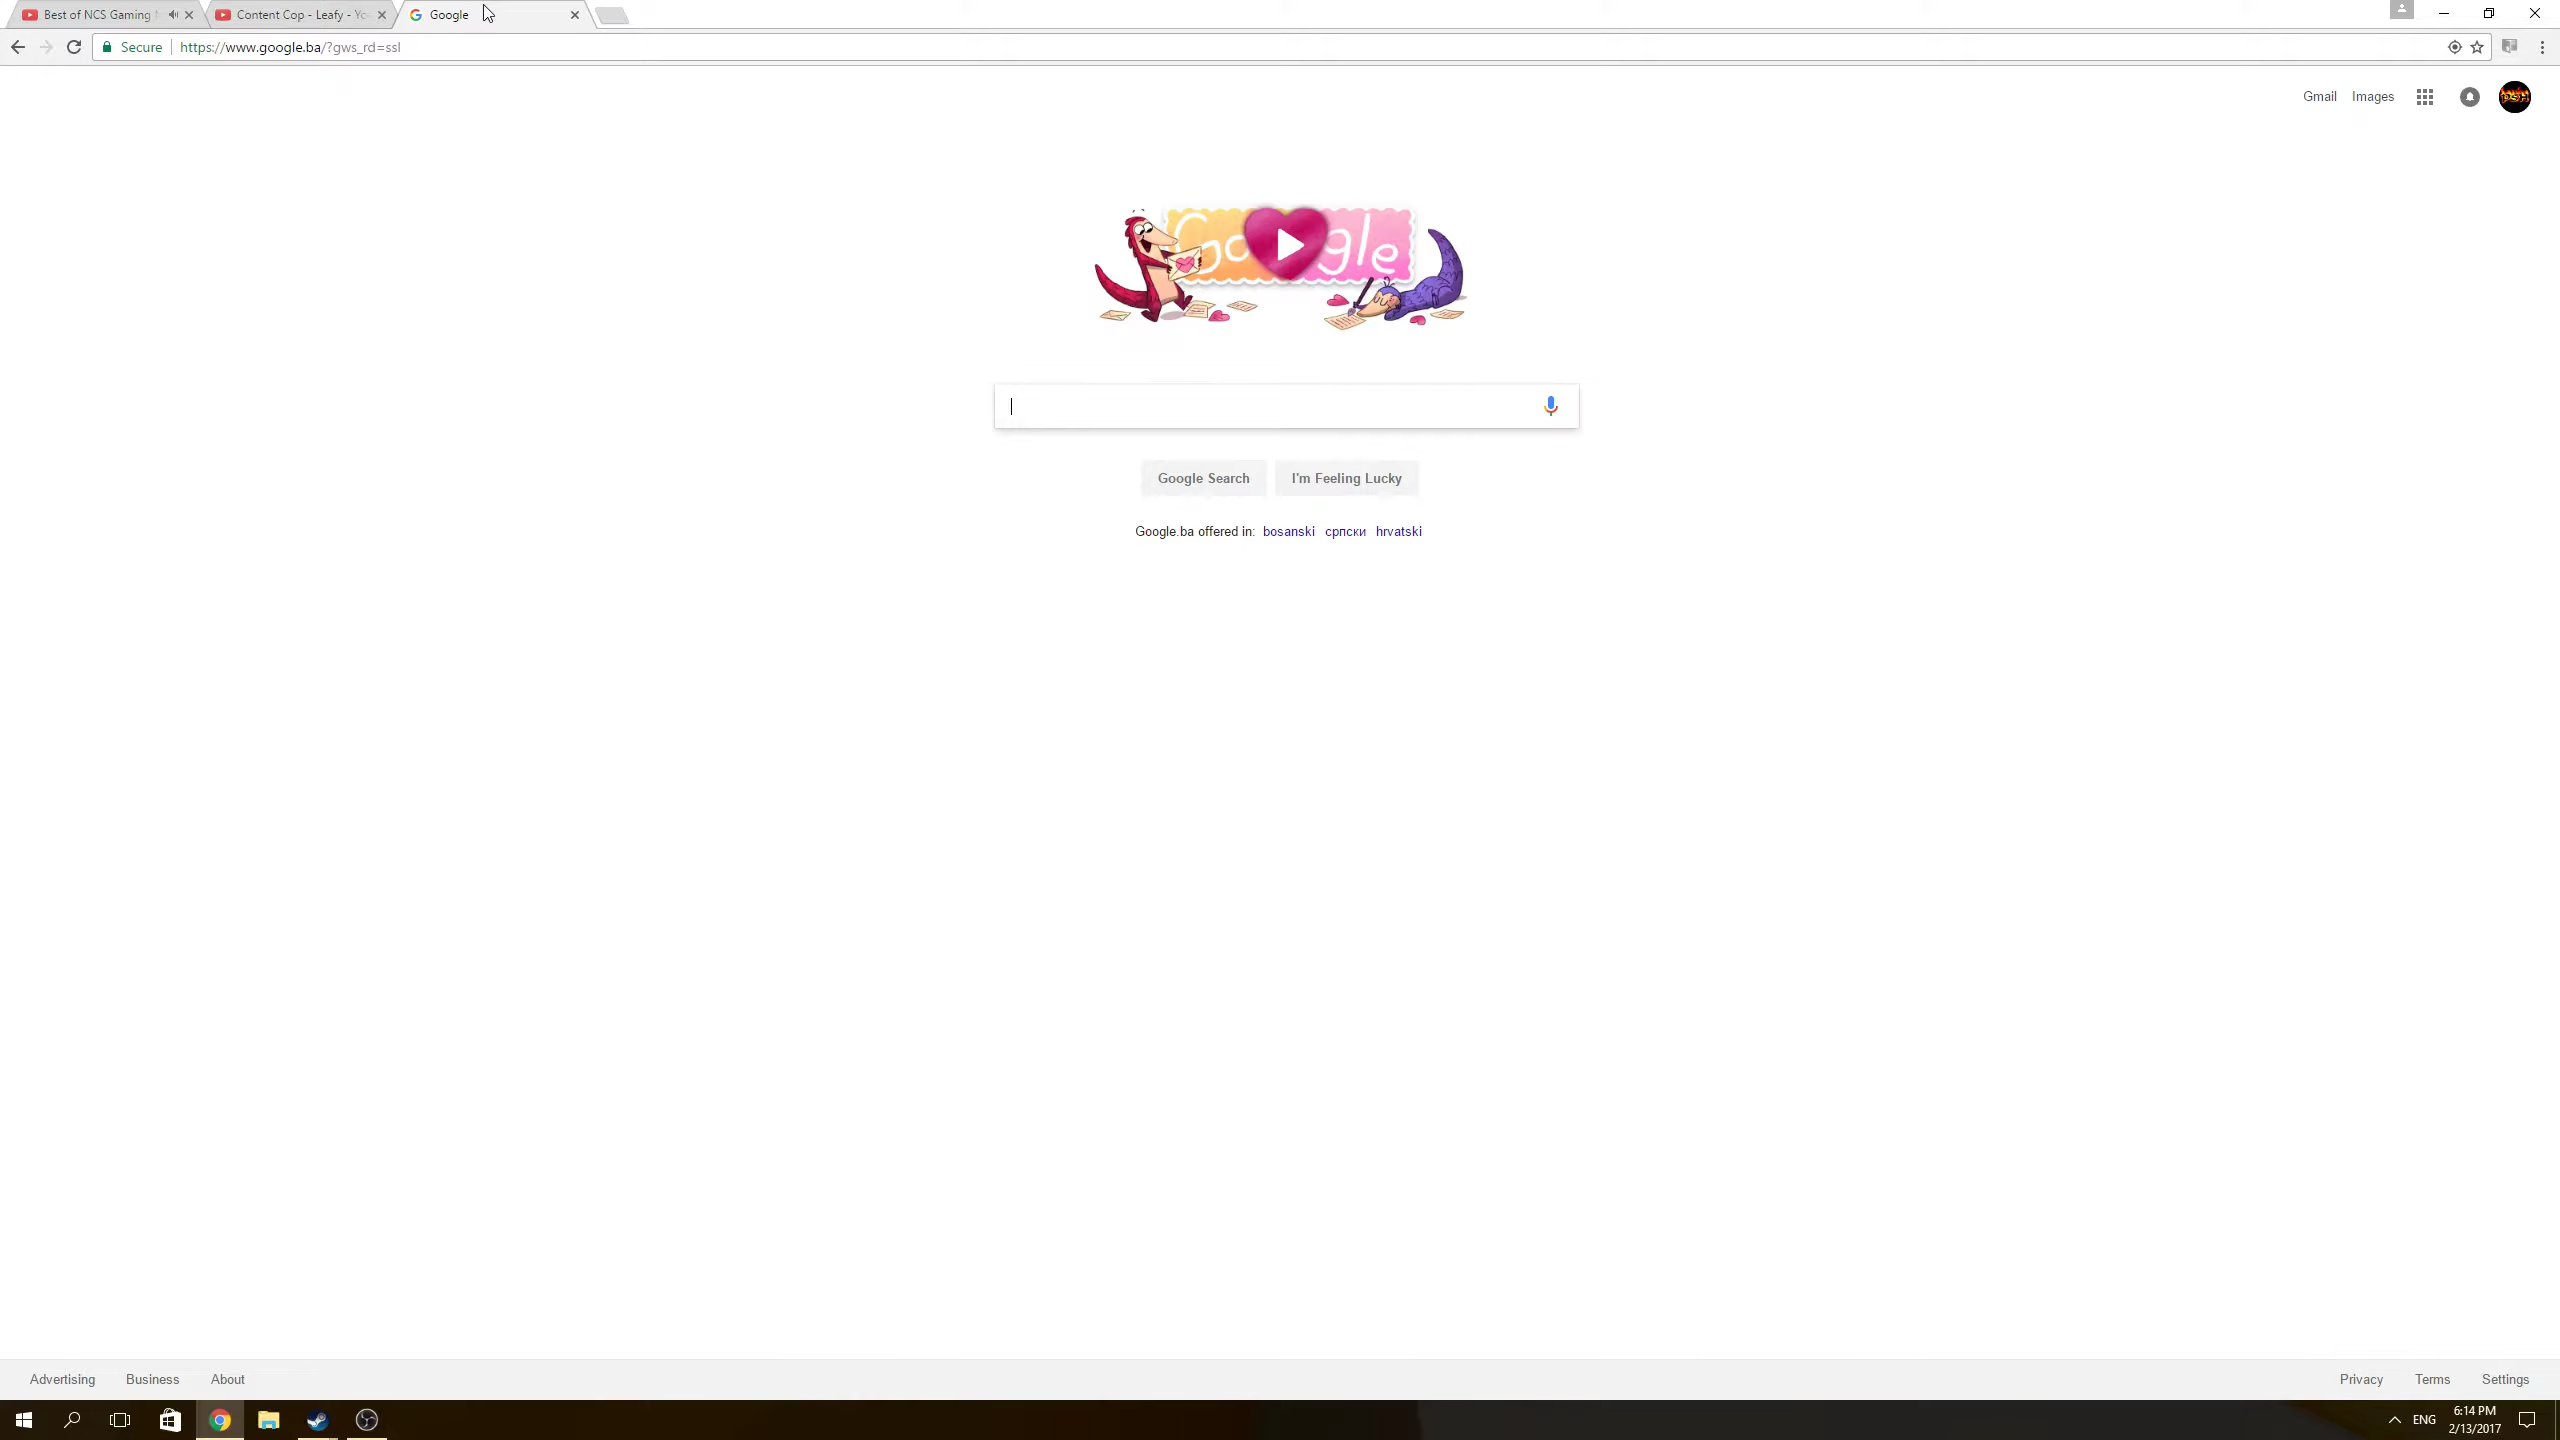 Best of NCS Gaming
Content Cop - Leafy - Yo
Google
Secure
https://www.google.ba/?gws_rd=ssl
Gmail Images
DSH
Google
Google Search
I'm Feeling Lucky
Google.ba offered in: bosanski српски hrvatski
Advertising Business About
Privacy Terms Settings
ENG
6:14 PM
2/13/2017